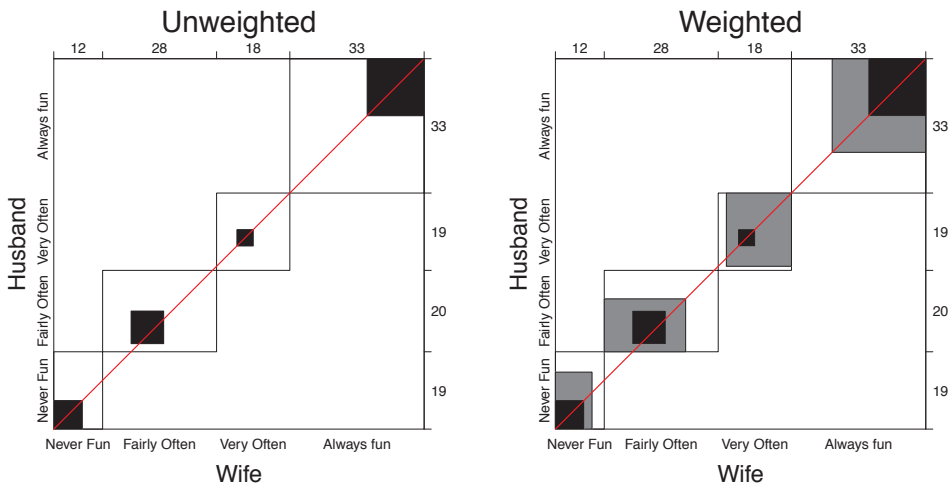 Unweighted
12 28 18 33
Always fun
33
Very Often
19
Fairly Often
20
Never Fun
19
Husband
Never Fun Fairly Often Very Often Always fun
Wife
Weighted
12 28 18 33
Always fun
33
Very Often
19
Fairly Often
20
Never Fun
19
Husband
Never Fun Fairly Often Very Often Always fun
Wife